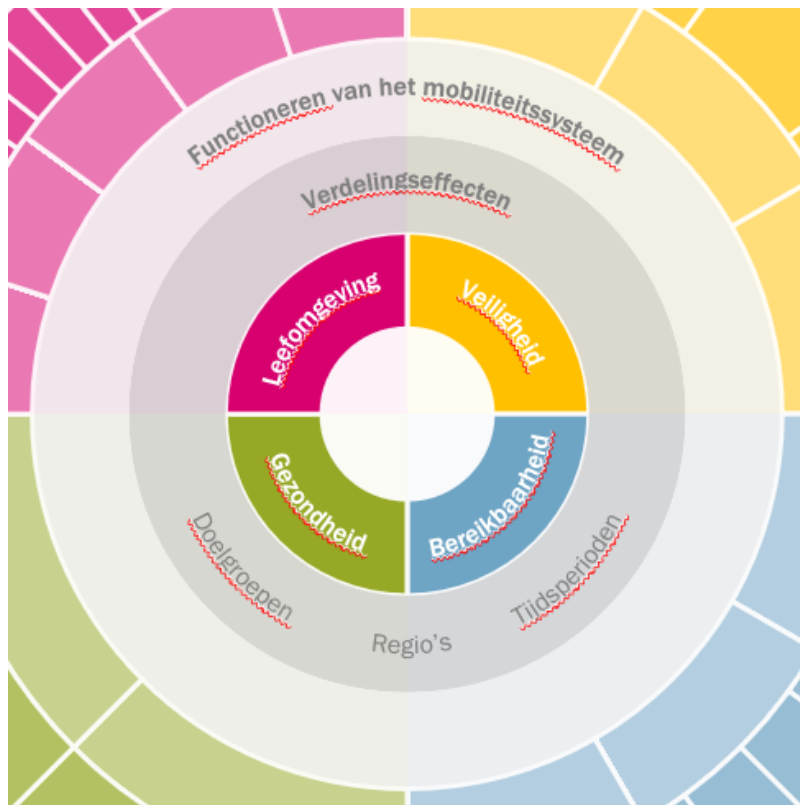 Functioneren van het mobiliteitssysteem
Verdelingseffecten
Leefomgeving
Veiligheid
Gezondheid
Bereikbaarheid
Doelgroepen
Regio's
Tijdsperioden